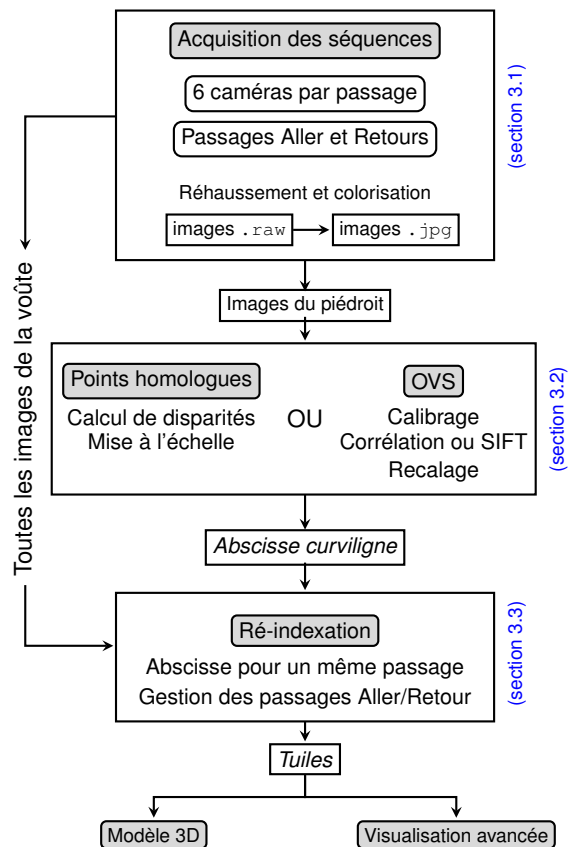 Acquisition des séquences
6 caméras par passage
Passages Aller et Retours
Réhaussement et colorisation
images .raw
images .jpg
(section 3.1)
Toutes les images de la voûte
Images du piédroit
Points homologues
Calcul de disparités
Mise à l'échelle
OU
OVS
Calibrage
Corrélation ou SIFT
Recalage
(section 3.2)
Abscisse curviligne
Ré-indexation
Abscisse pour un même passage
Gestion des passages Aller/Retour
(section 3.3)
Tuiles
Modèle 3D
Visualisation avancée